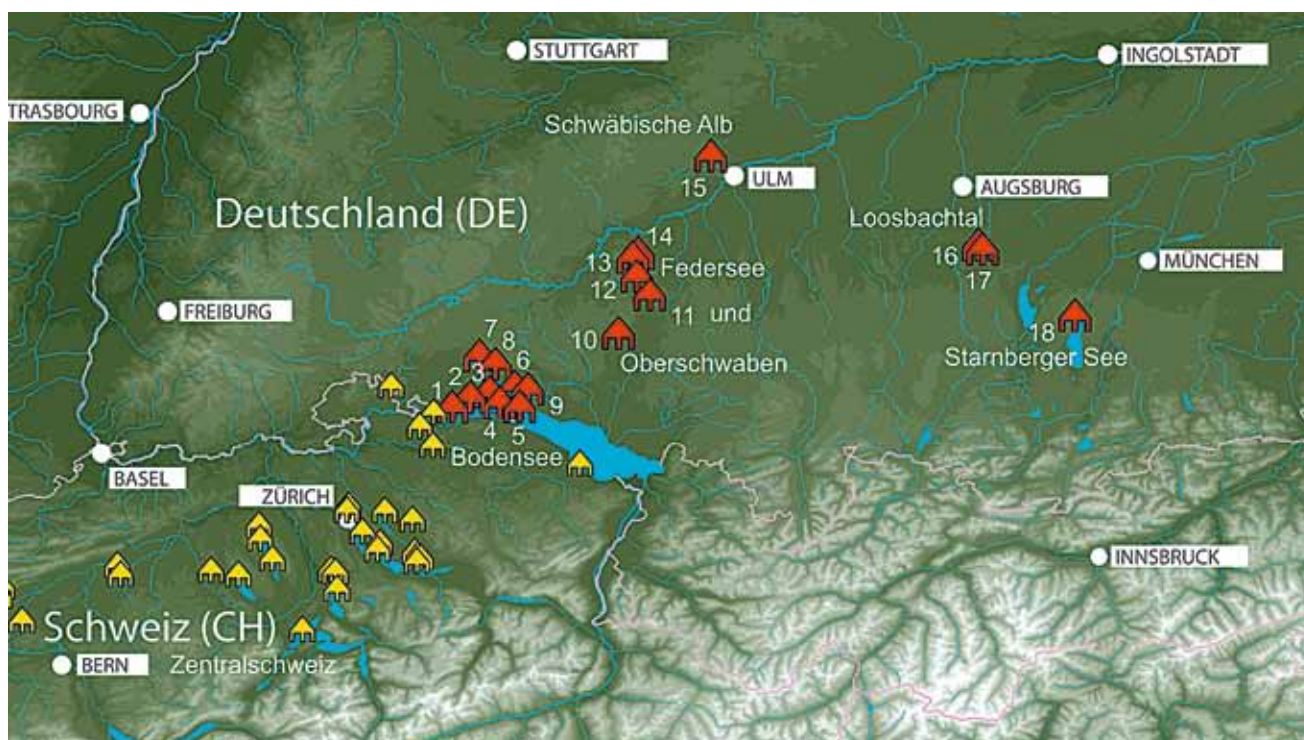 STUTTGART
INGOLSTADT
TRASBOURG
Schwäbische Alb
15
ULM
AUGSBURG
Deutschland (DE)
Loosbachtal
14
13
Federsee
16
17
MÜNCHEN
12
FREIBURG
11 und
10
18
Oberschwaben
Starnberger See
7
8
6
3
2
1
9
4
5
Bodensee
BASEL
ZÜRICH
INNSBRUCK
Schweiz (CH)
BERN
Zentralschweiz